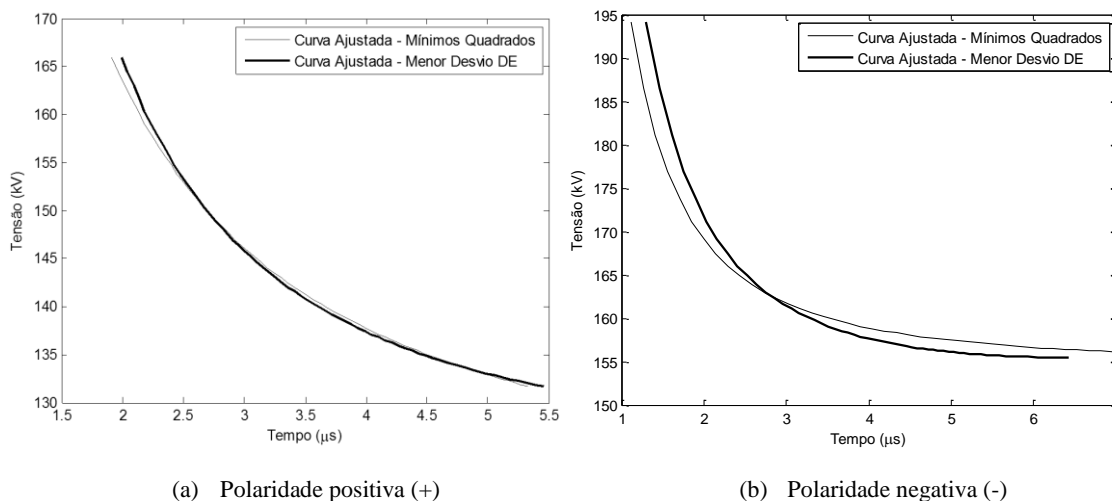 170
165
160
155
150
145
140
135
130
Tensão (kV)
1.5 2 2.5 3 3.5 4 4.5 5 5.5
Tempo (μs)
Curva Ajustada - Mínimos Quadrados
Curva Ajustada - Menor Desvio DE
(a) Polaridade positiva (+)
195
190
185
180
175
170
165
160
155
150
Tensão (kV)
1 2 3 4 5 6
Tempo (μs)
Curva Ajustada - Mínimos Quadrados
Curva Ajustada - Menor Desvio DE
(b) Polaridade negativa (-)